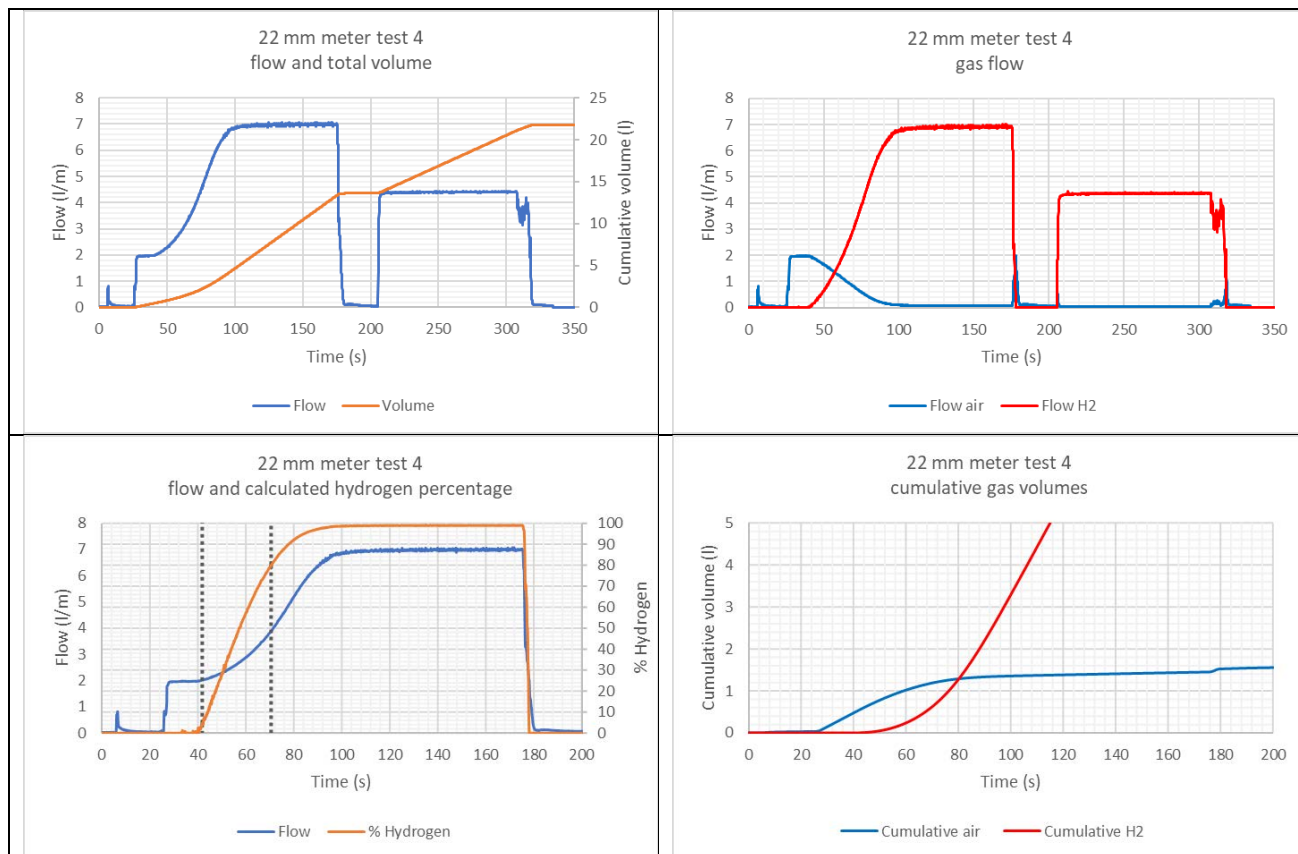 22 mm meter test 4
flow and total volume
8
7
6
5
4
3
2
1
0
25
20
15
10
5
0
Flow (l/m)
Cumulative volume (l)
0 50 100 150 200 250 300 350
Time (s)
Flow Volume
22 mm meter test 4
gas flow
8
7
6
5
4
3
2
1
0
Flow (l/m)
0 50 100 150 200 250 300 350
Time (s)
Flow air Flow H2
22 mm meter test 4
flow and calculated hydrogen percentage
8
7
6
5
4
3
2
1
0
100
90
80
70
60
50
40
30
20
10
0
Flow (l/m)
% Hydrogen
0 20 40 60 80 100 120 140 160 180 200
Time (s)
Flow % Hydrogen
22 mm meter test 4
cumulative gas volumes
5
4
3
2
1
0
Cumulative volume (l)
0 20 40 60 80 100 120 140 160 180 200
Time (s)
Cumulative air Cumulative H2